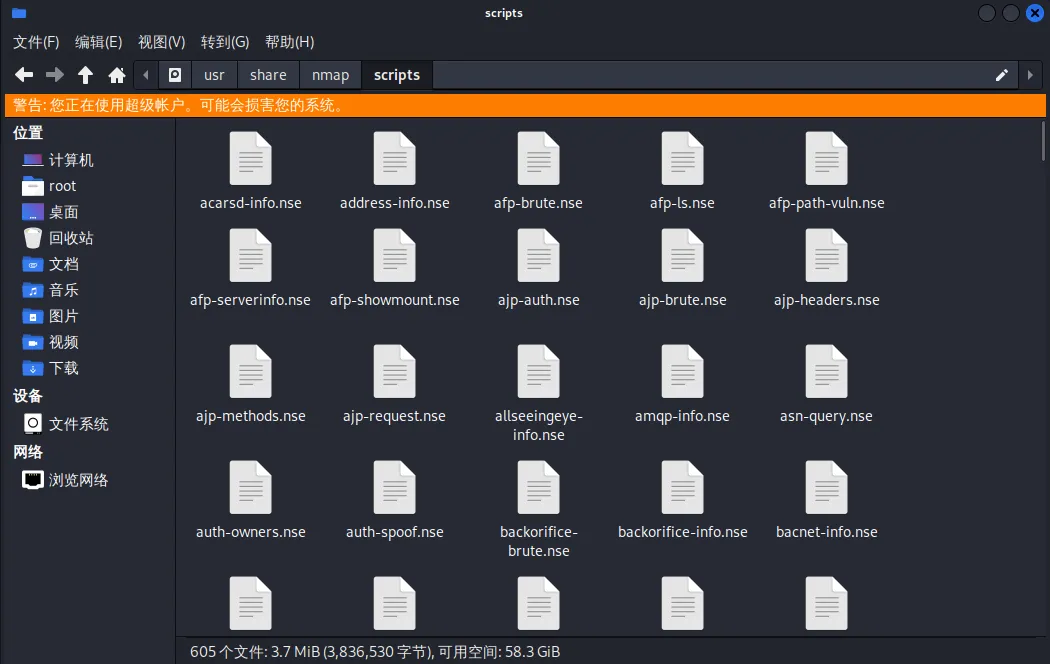 scripts
文件(F) 编辑(E) 视图(V) 转到(G) 帮助(H)
usr share nmap scripts
警告: 您正在使用超级帐户。可能会损害您的系统。
位置
计算机
root
桌面
回收站
文档
音乐
图片
视频
下载
设备
文件系统
网络
浏览网络
acarsd-info.nse address-info.nse afp-brute.nse afp-ls.nse afp-path-vuln.nse
afp-serverinfo.nse afp-showmount.nse ajp-auth.nse ajp-brute.nse ajp-headers.nse
ajp-methods.nse ajp-request.nse allseeingeye-info.nse amqp-info.nse asn-query.nse
auth-owners.nse auth-spoof.nse backorifice-brute.nse backorifice-info.nse bacnet-info.nse
605 个文件: 3.7 MiB (3,836,530 字节), 可用空间: 58.3 GiB